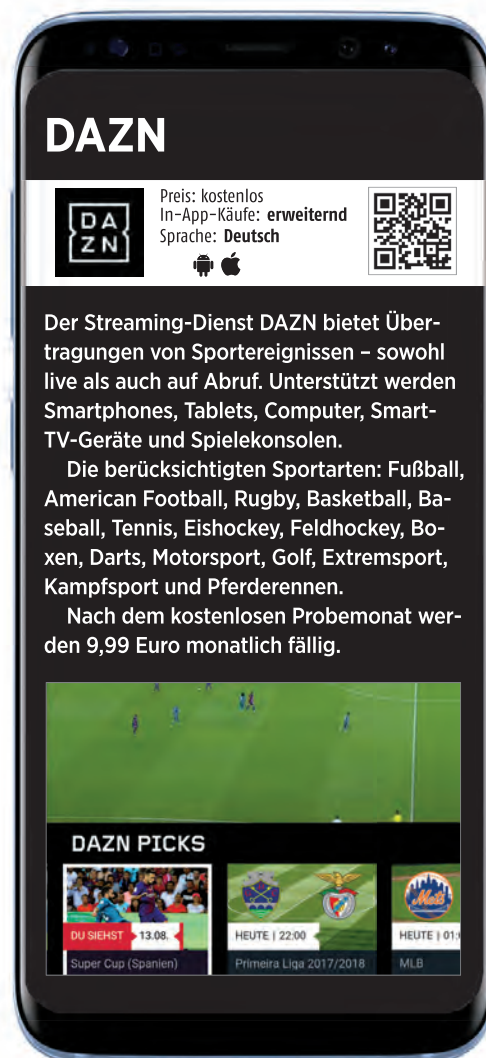 DAZN
DA
ZN
Preis: kostenlos
In-App-Käufe: erweiternd
Sprache: Deutsch
Der Streaming-Dienst DAZN bietet Über-
tragungen von Sportereignissen – sowohl
live als auch auf Abruf. Unterstützt werden
Smartphones, Tablets, Computer, Smart-
TV-Geräte und Spielekonsolen.
Die berücksichtigten Sportarten: Fußball,
American Football, Rugby, Basketball, Ba-
seball, Tennis, Eishockey, Feldhockey, Bo-
xen, Darts, Motorsport, Golf, Extremsport,
Kampfsport und Pferderennen.
Nach dem kostenlosen Probemonat wer-
den 9,99 Euro monatlich fällig.
DAZN PICKS
Mets
DU SIEHST 13.08. HEUTE | 22:00 HEUTE | 01:
Super Cup (Spanien) Primeira Liga 2017/2018 MLB